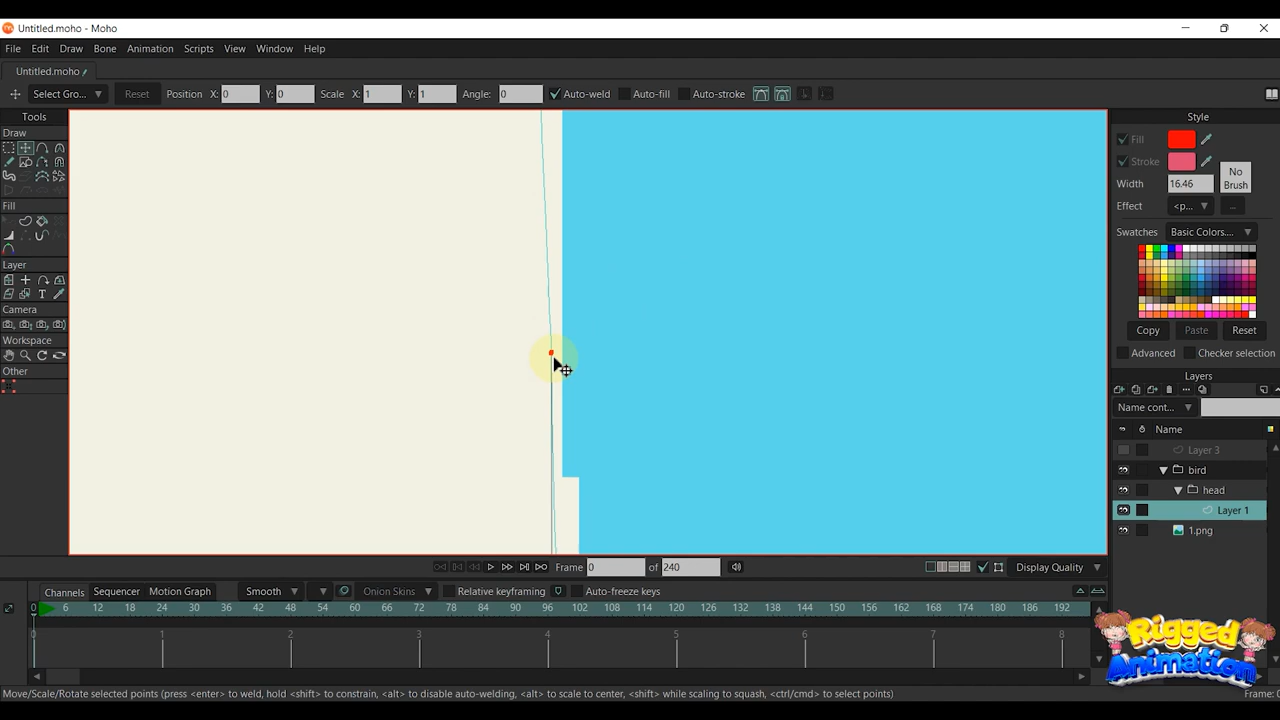 Untitled.moho - Moho
File Edit Draw Bone Animation Scripts View Window Help
Untitled.moho
Select Gro... Reset Position X: 0 Y: 0 Scale X: 1 Y: 1 Angle: 0 Auto-weld Auto-fill Auto-stroke
Tools
Draw
Fill
Layer
Camera
Workspace
Other
Style
Fill
Stroke
Width 16.46
No
Brush
Effect <p... ...
Swatches Basic Colors...
Copy Paste Reset
Advanced Checker selection
Layers
Name cont...
Name
Layer 3
bird
head
Layer 1
1.png
Frame 0 of 240 Display Quality
Channels Sequencer Motion Graph Smooth Onion Skins Relative keyframing Auto-freeze keys
0 6 12 18 24 30 36 42 48 54 60 66 72 78 84 90 96 102 108 114 120 126 132 138 144 150 156 162 168 174 180 186 192
0 1 2 3 4 5 6 7 8
Rigged
Animation
Move/Scale/Rotate selected points (press <enter> to weld, hold <shift> to constrain, <alt> to disable auto-welding, <alt> to scale to center, <shift> while scaling to squash, <ctrl/cmd> to select points)
Frame: 0